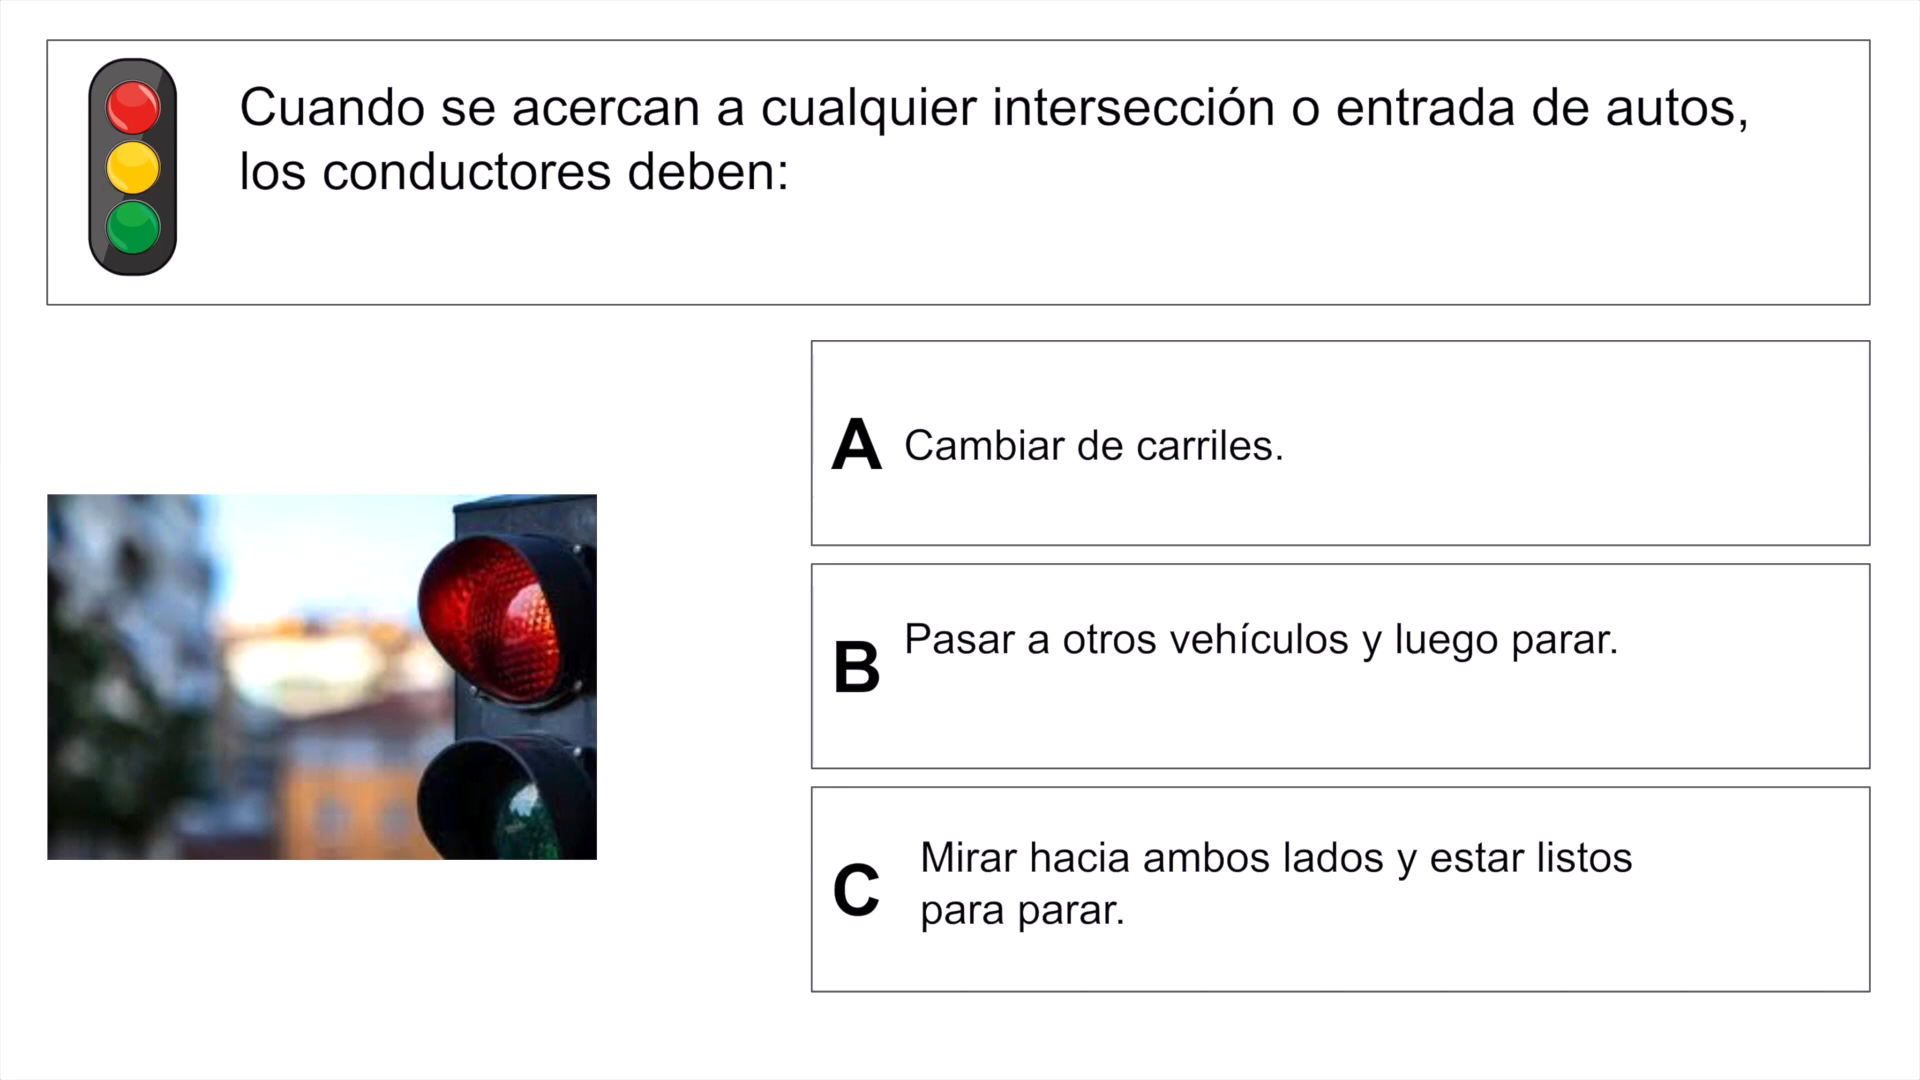 Cuando se acercan a cualquier intersección o entrada de autos,
los conductores deben:
A Cambiar de carriles.
B Pasar a otros vehículos y luego parar.
C Mirar hacia ambos lados y estar listos
para parar.